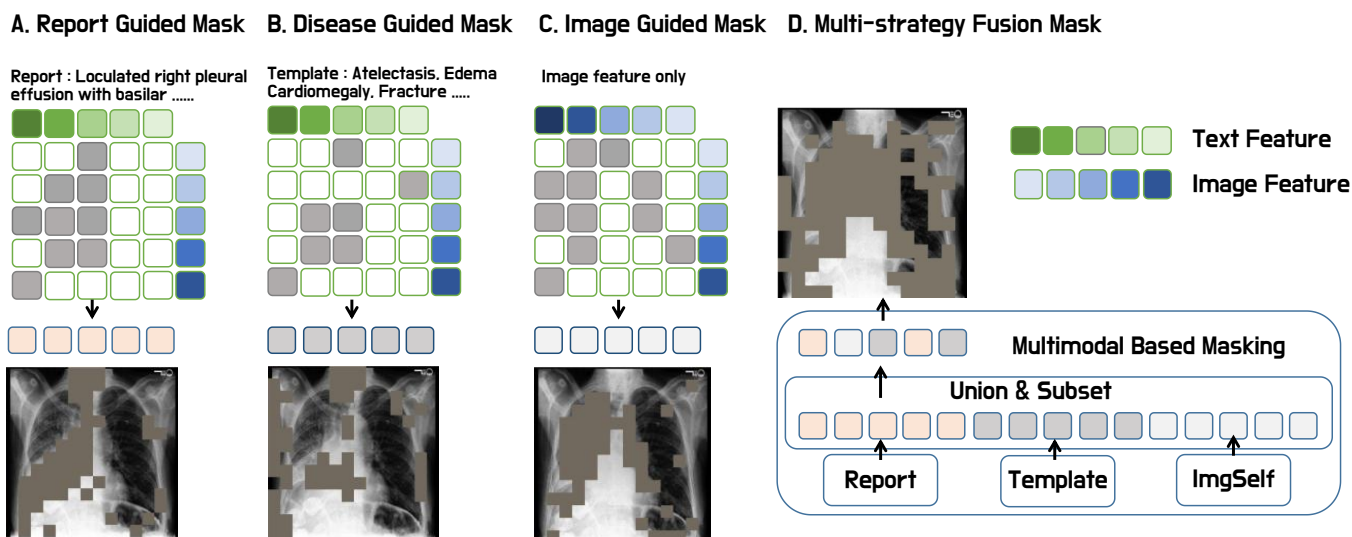 A. Report Guided Mask
B. Disease Guided Mask
C. Image Guided Mask
D. Multi-strategy Fusion Mask
Report : Loculated right pleural
effusion with basilar ......
Template : Atelectasis, Edema
Cardiomegaly, Fracture .....
Image feature only
Text Feature
Image Feature
Multimodal Based Masking
Union & Subset
Report
Template
ImgSelf